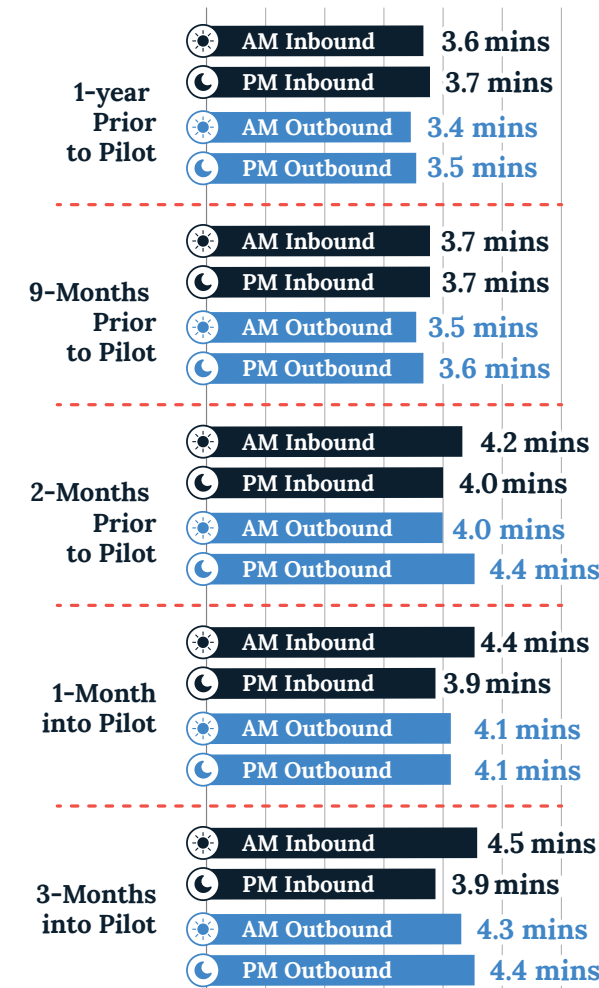 1-year
Prior
to Pilot
AM Inbound 3.6 mins
PM Inbound 3.7 mins
AM Outbound 3.4 mins
PM Outbound 3.5 mins
9-Months
Prior
to Pilot
AM Inbound 3.7 mins
PM Inbound 3.7 mins
AM Outbound 3.5 mins
PM Outbound 3.6 mins
2-Months
Prior
to Pilot
AM Inbound 4.2 mins
PM Inbound 4.0 mins
AM Outbound 4.0 mins
PM Outbound 4.4 mins
1-Month
into Pilot
AM Inbound 4.4 mins
PM Inbound 3.9 mins
AM Outbound 4.1 mins
PM Outbound 4.1 mins
3-Months
into Pilot
AM Inbound 4.5 mins
PM Inbound 3.9 mins
AM Outbound 4.3 mins
PM Outbound 4.4 mins